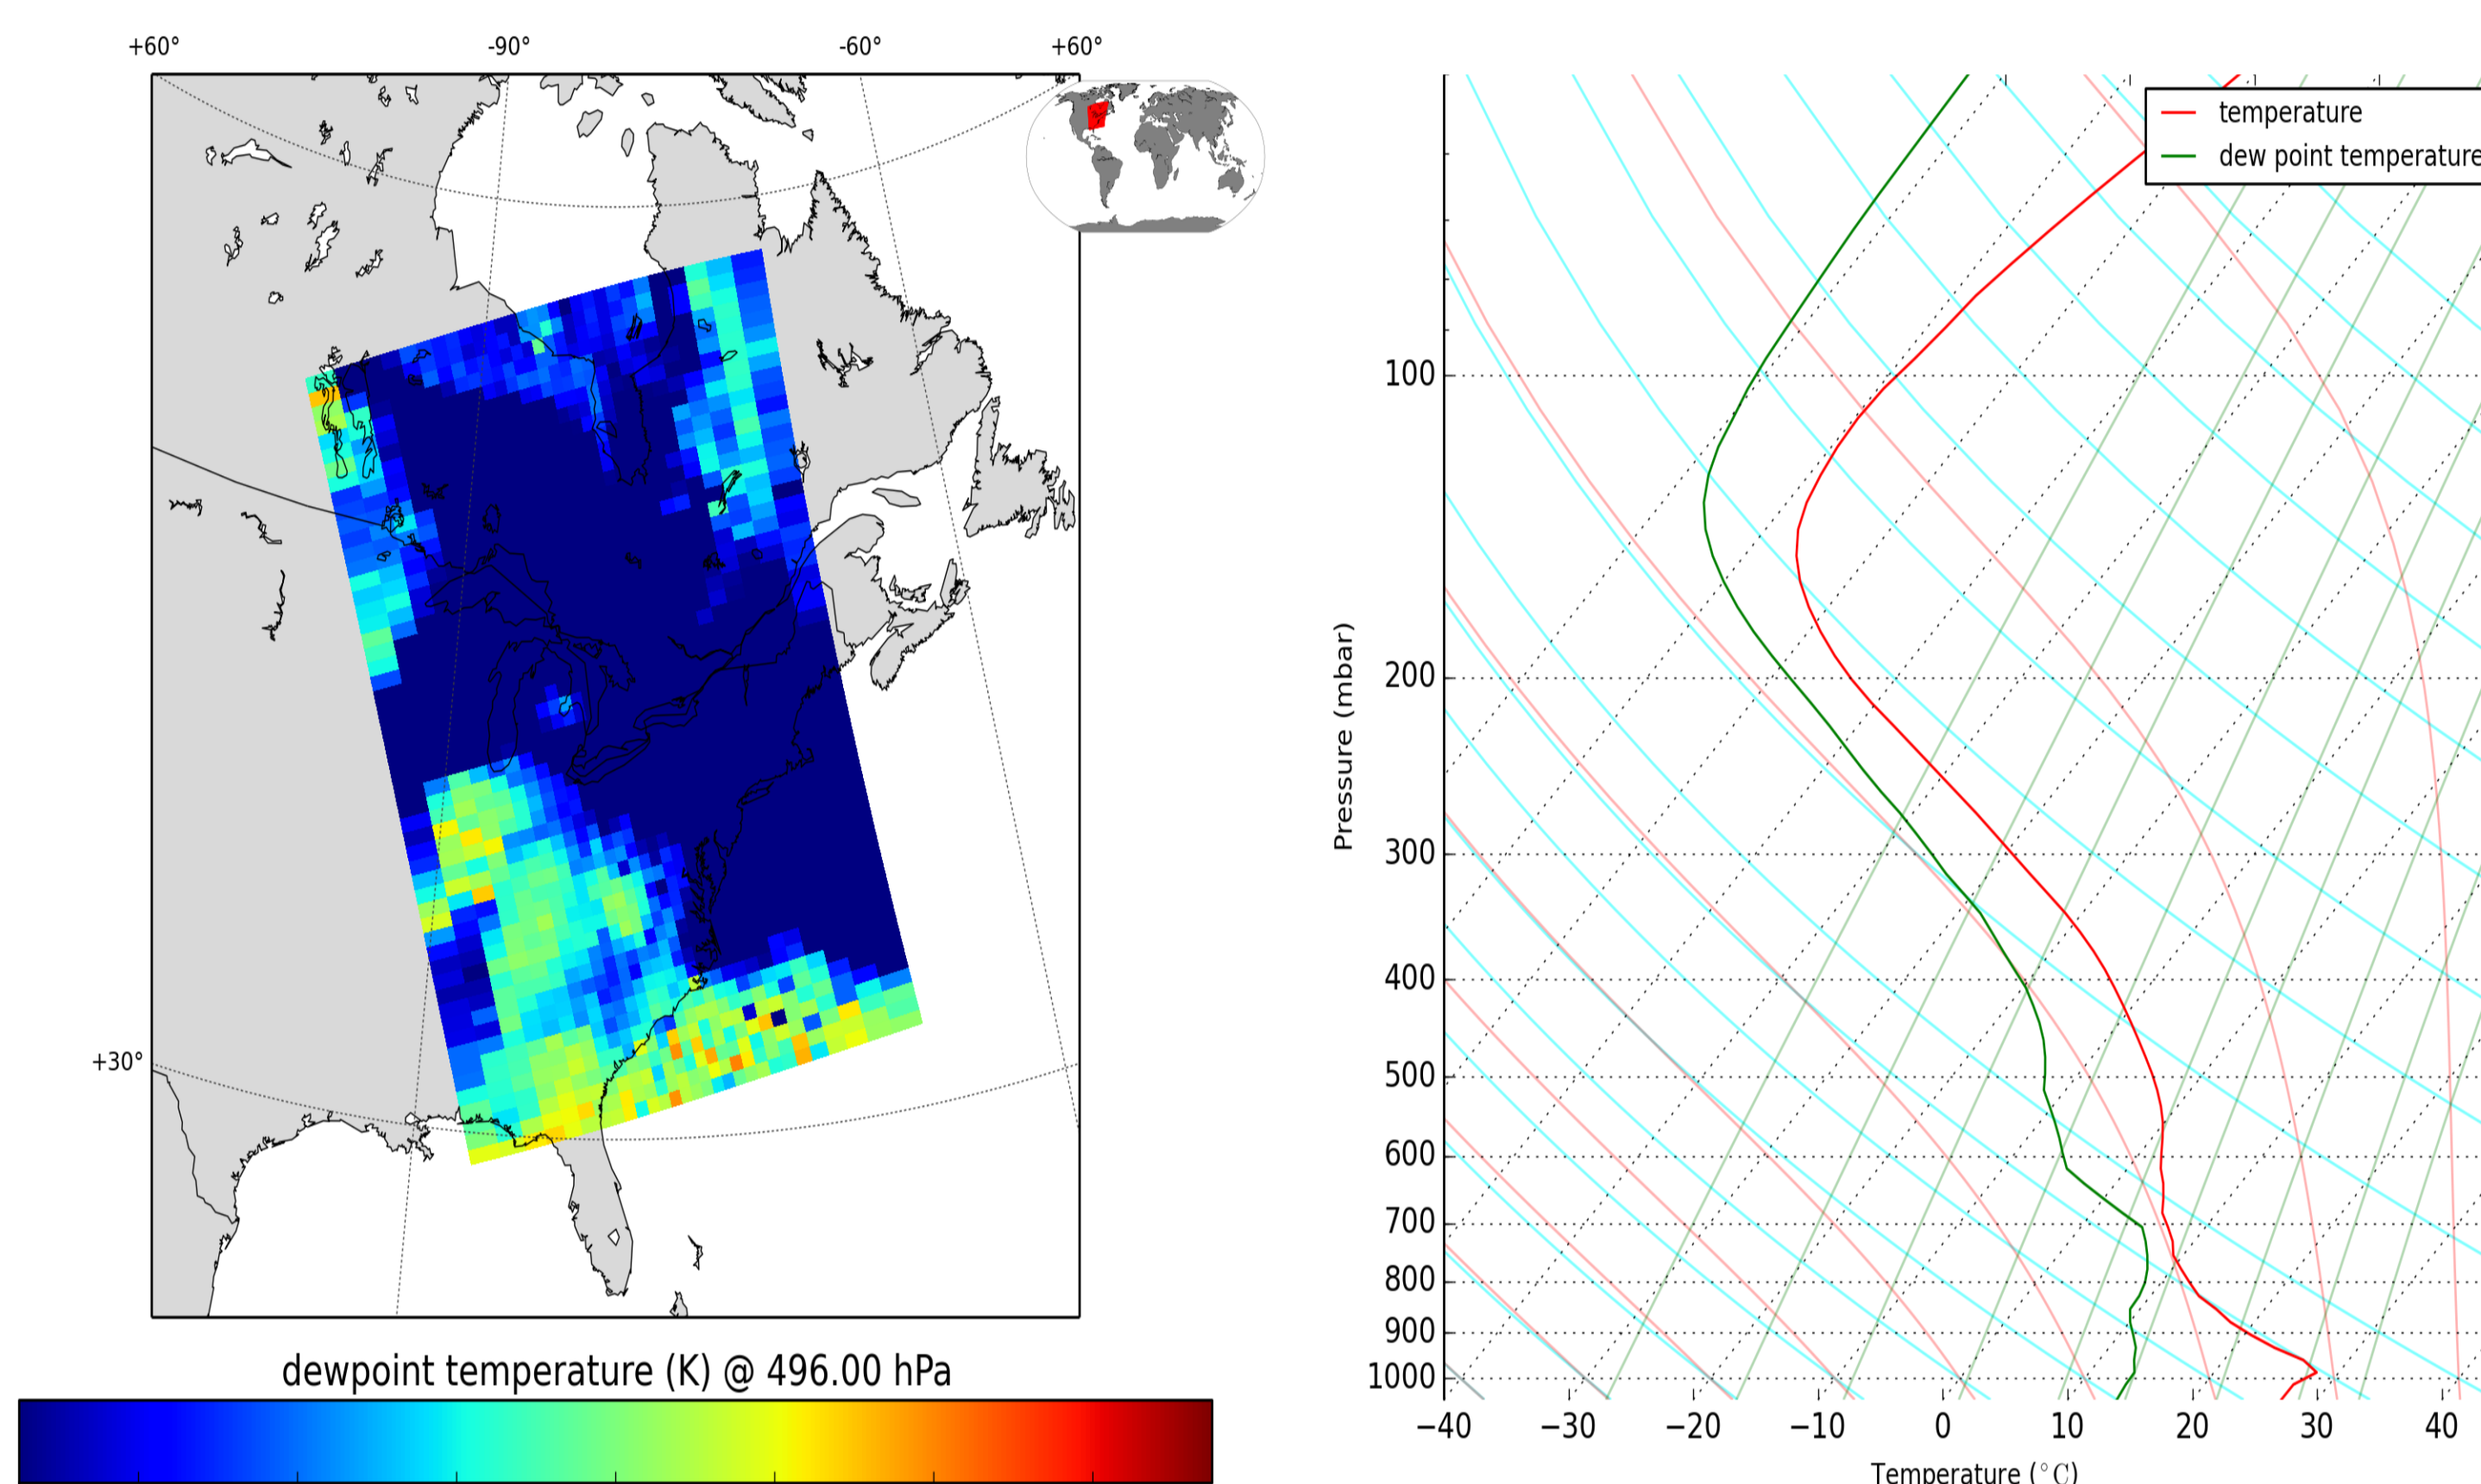 +60° -90° -60° +60°
+30°
dewpoint temperature (K) @ 496.00 hPa
temperature
dew point temperature
Pressure (mbar)
100
200
300
400
500
600
700
800
900
1000
−40 −30 −20 −10 0 10 20 30 40
Temperature (°C)